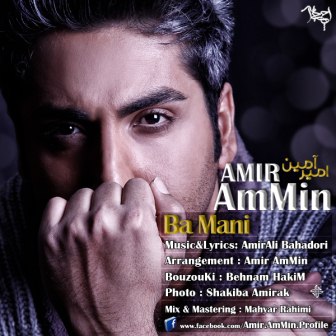 امیر آمین
AMIR
AmMin
Ba Mani
Music&Lyrics: AmirAli Bahadori
Arrangement : Amir AmMin
BouzouKi : Behnam HakiM
Photo : Shakiba Amirak
Mix & Mastering : Mahyar Rahimi
www.facebook.com/Amir.AmMin.Profile